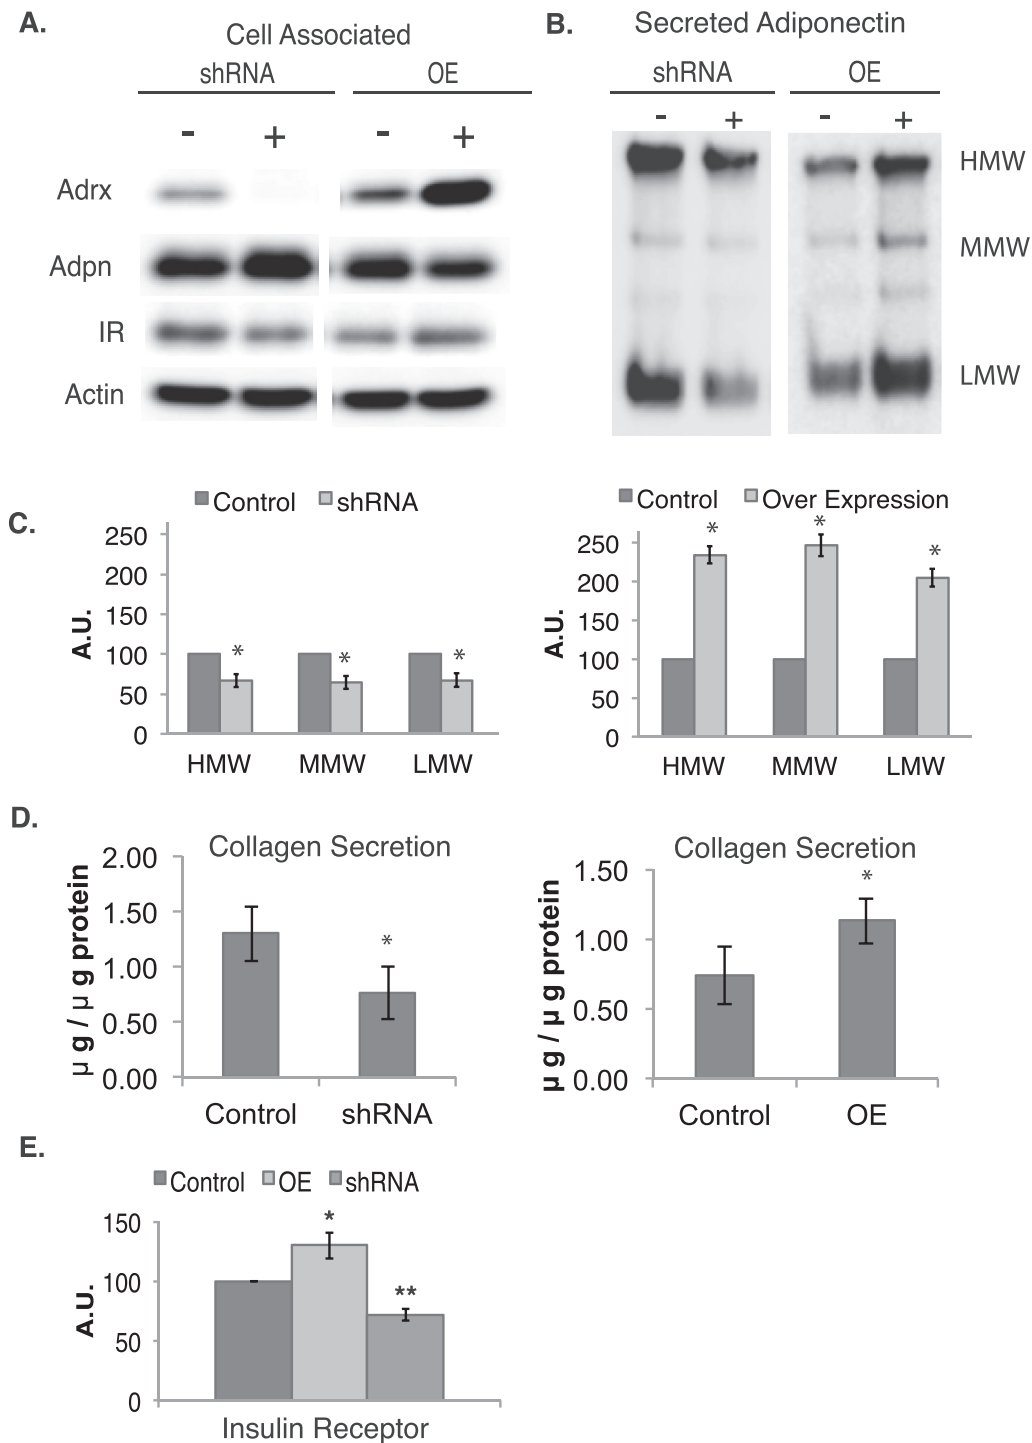 A.
Cell Associated
shRNA OE
- + - +
Adrx
Adpn
IR
Actin
B.
Secreted Adiponectin
shRNA OE
- + - +
HMW
MMW
LMW
C.
Control shRNA
250
200
150
100
50
0
A.U.
* * *
HMW MMW LMW
Control Over Expression
250
200
150
100
50
0
A.U.
* * *
HMW MMW LMW
D.
Collagen Secretion
2.00
1.50
1.00
0.50
0.00
µ g / µ g protein
*
Control shRNA
Collagen Secretion
1.50
1.00
0.50
0.00
µ g / µ g protein
*
Control OE
E.
Control OE shRNA
150
100
50
0
A.U.
*
**
Insulin Receptor